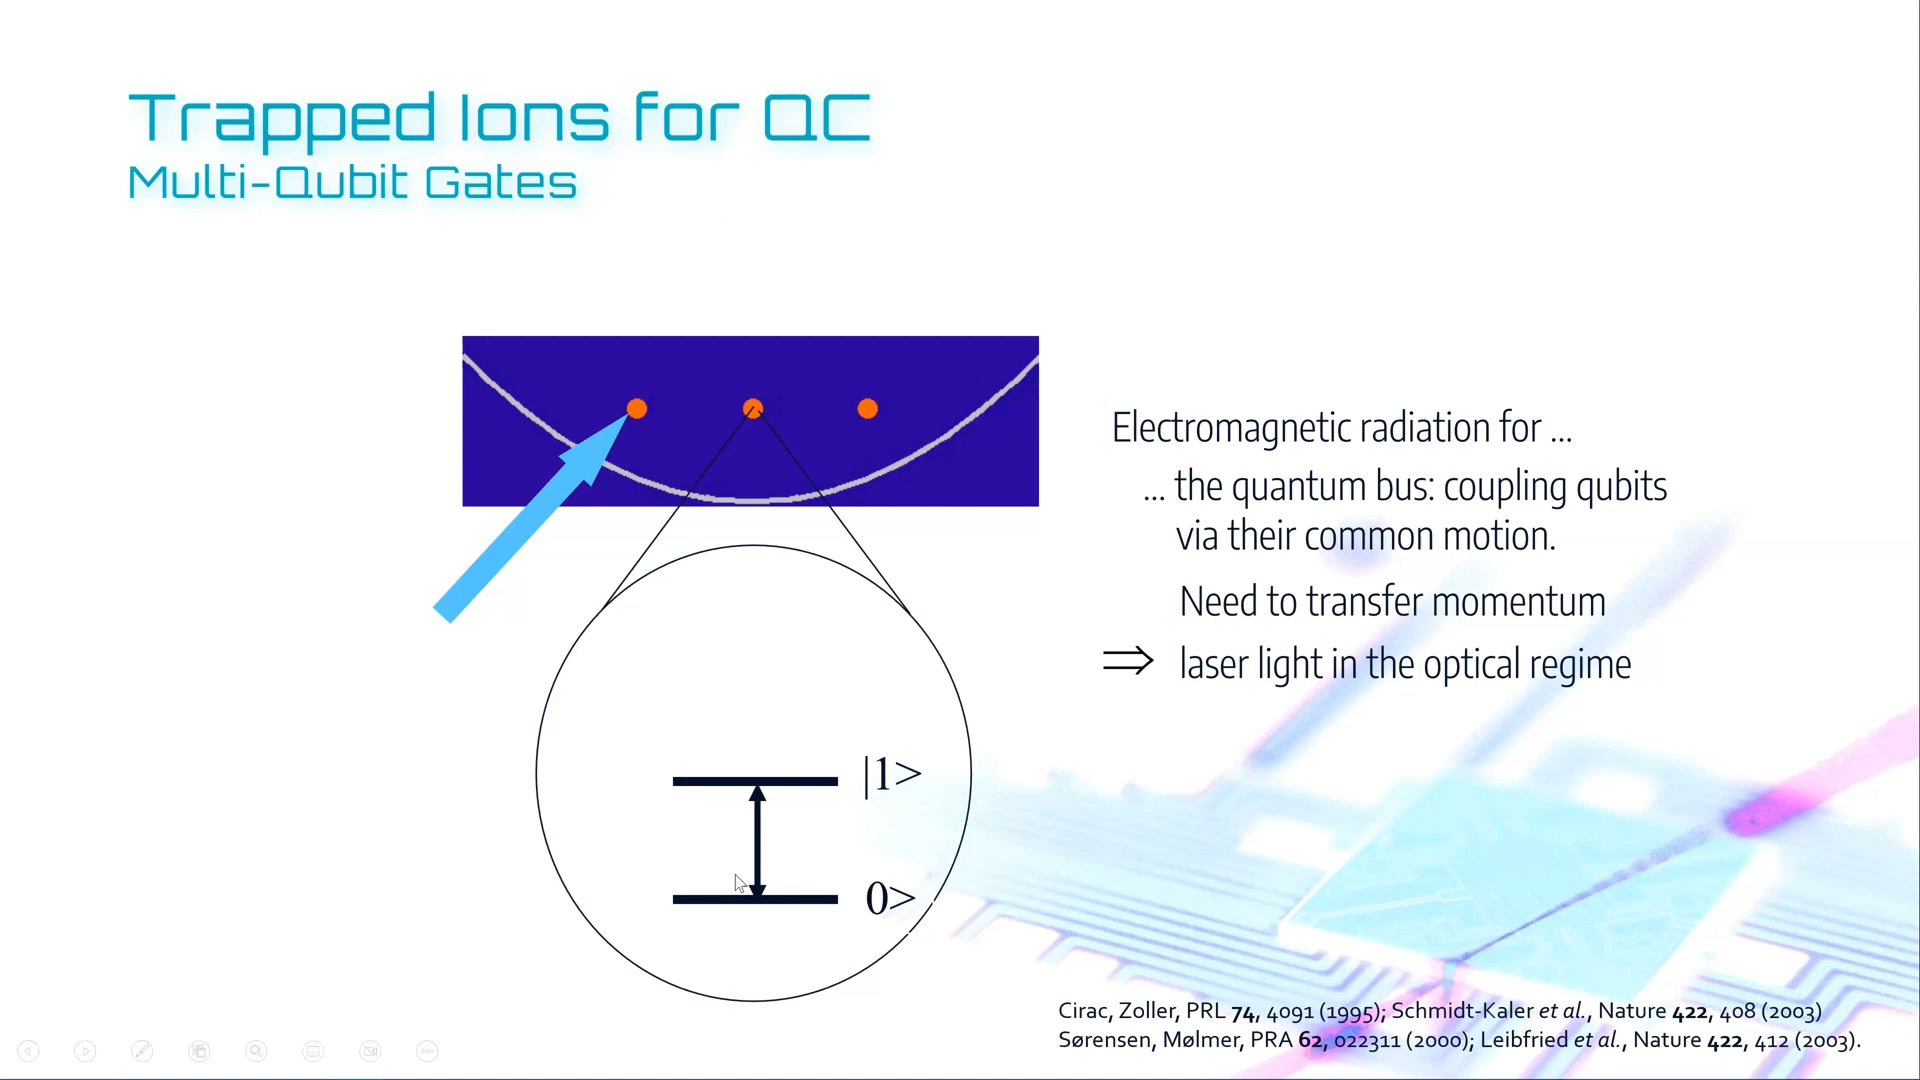 Trapped Ions for QC
Multi-Qubit Gates
Electromagnetic radiation for ...
... the quantum bus: coupling qubits
via their common motion.
Need to transfer momentum
⇒ laser light in the optical regime
|1>
0>
Cirac, Zoller, PRL 74, 4091 (1995); Schmidt-Kaler et al., Nature 422, 408 (2003)
Sørensen, Mølmer, PRA 62, 022311 (2000); Leibfried et al., Nature 422, 412 (2003).